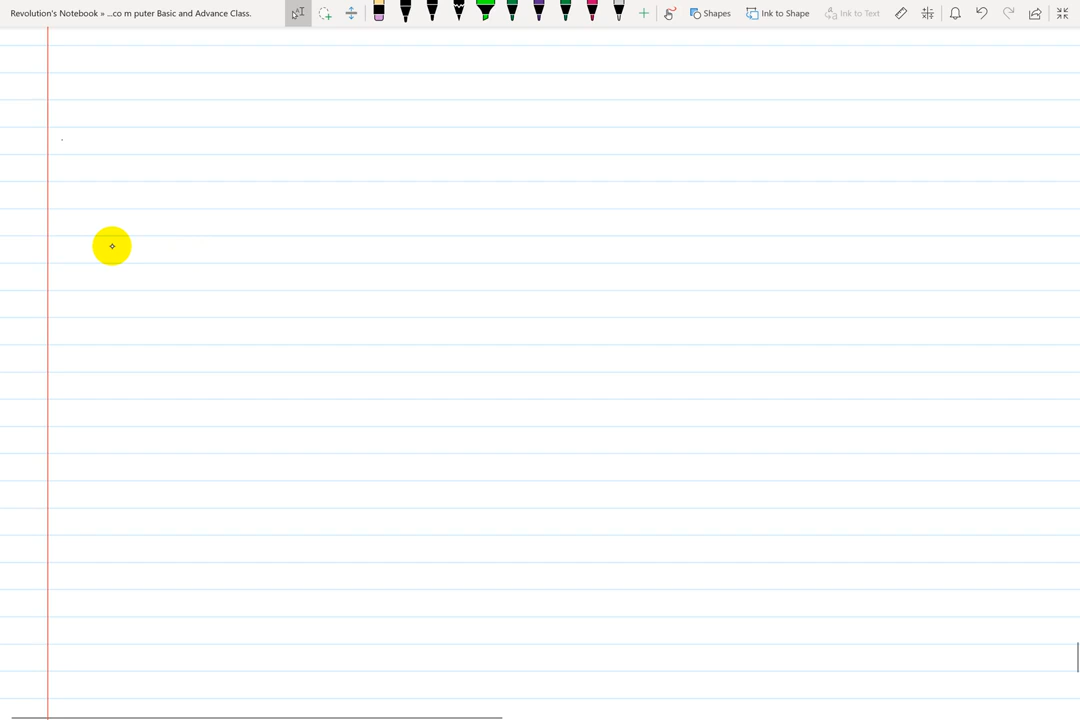 Revolution's Notebook » ...co m puter Basic and Advance Class.
Shapes
Ink to Shape
Ink to Text